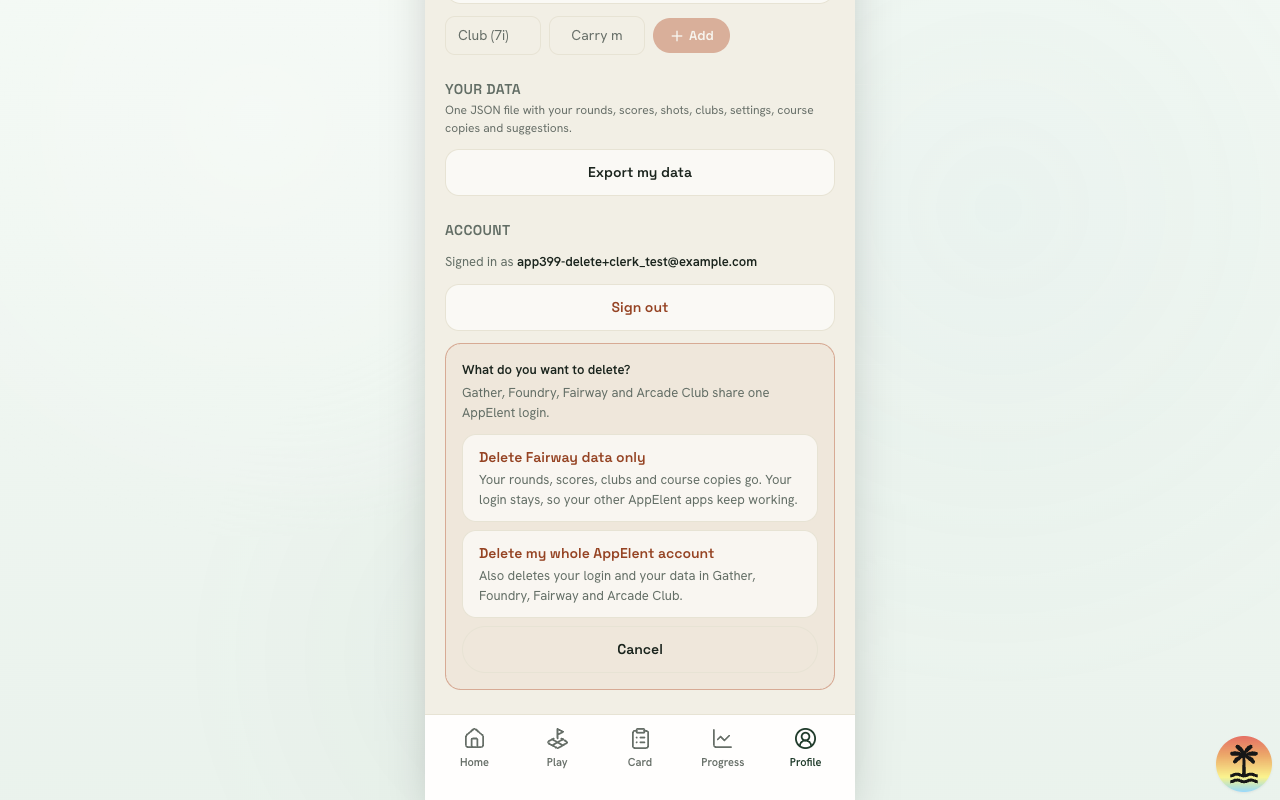 Club (7i)
Carry m
+ Add
YOUR DATA
One JSON file with your rounds, scores, shots, clubs, settings, course
copies and suggestions.
Export my data
ACCOUNT
Signed in as app399-delete+clerk_test@example.com
Sign out
What do you want to delete?
Gather, Foundry, Fairway and Arcade Club share one
AppElent login.
Delete Fairway data only
Your rounds, scores, clubs and course copies go. Your
login stays, so your other AppElent apps keep working.
Delete my whole AppElent account
Also deletes your login and your data in Gather,
Foundry, Fairway and Arcade Club.
Cancel
Home
Play
Card
Progress
Profile